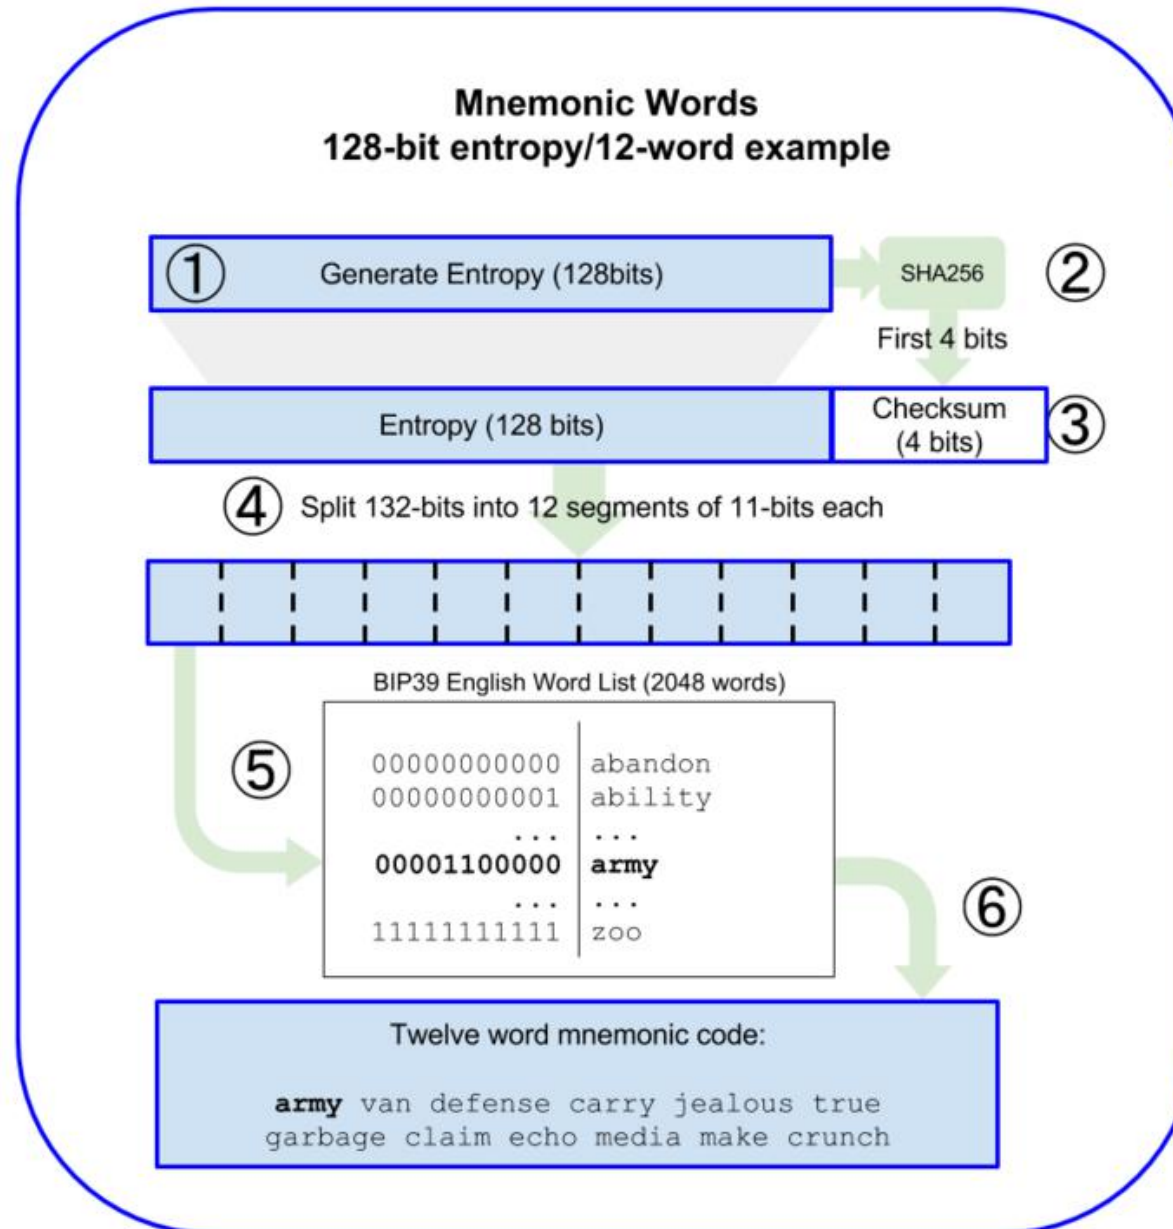 Mnemonic Words
128-bit entropy/12-word example
① Generate Entropy (128bits)
SHA256 ②
First 4 bits
Entropy (128 bits)
Checksum
(4 bits)
③
④ Split 132-bits into 12 segments of 11-bits each
BIP39 English Word List (2048 words)
⑤
00000000000 abandon
00000000001 ability
... ...
00001100000 army
... ...
11111111111 zoo
⑥
Twelve word mnemonic code:
army van defense carry jealous true
garbage claim echo media make crunch